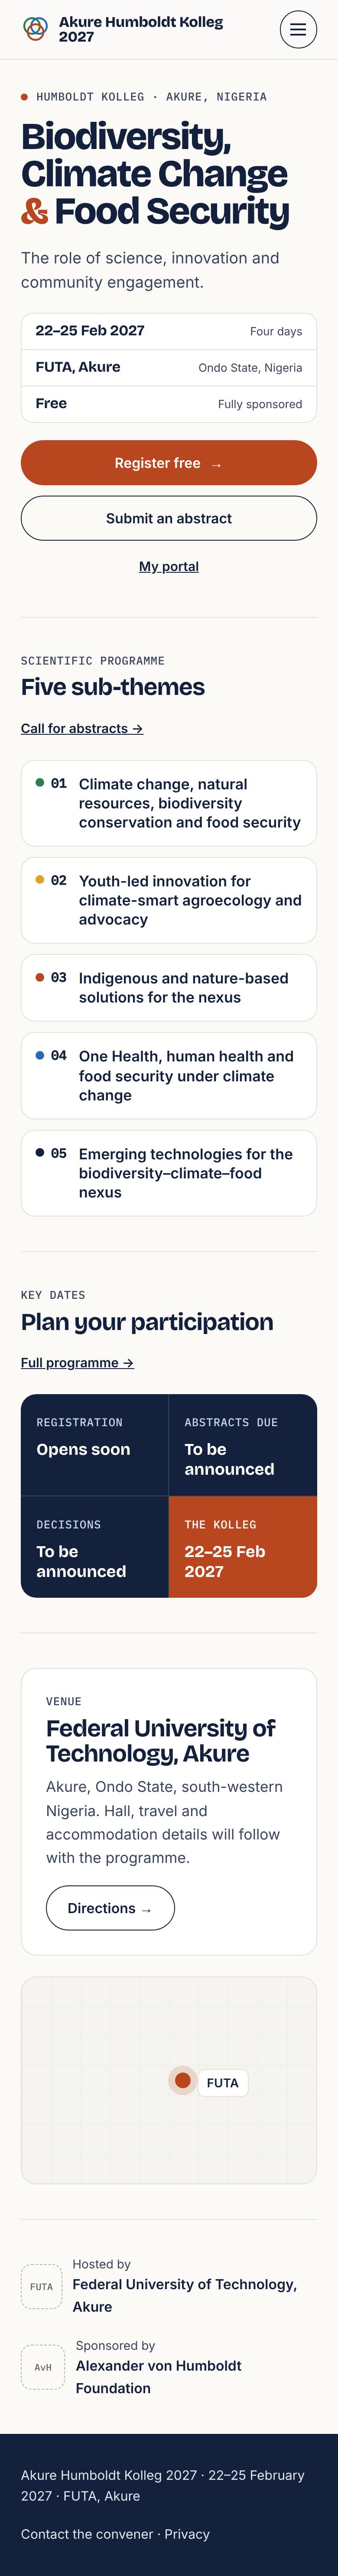 Akure Humboldt Kolleg
2027
HUMBOLDT KOLLEG · AKURE, NIGERIA
Biodiversity,
Climate Change
& Food Security
The role of science, innovation and
community engagement.
22–25 Feb 2027 Four days
FUTA, Akure Ondo State, Nigeria
Free Fully sponsored
Register free →
Submit an abstract
My portal
SCIENTIFIC PROGRAMME
Five sub-themes
Call for abstracts →
01 Climate change, natural
resources, biodiversity
conservation and food security
02 Youth-led innovation for
climate-smart agroecology and
advocacy
03 Indigenous and nature-based
solutions for the nexus
04 One Health, human health and
food security under climate
change
05 Emerging technologies for the
biodiversity–climate–food
nexus
KEY DATES
Plan your participation
Full programme →
REGISTRATION
Opens soon
ABSTRACTS DUE
To be
announced
DECISIONS
To be
announced
THE KOLLEG
22–25 Feb
2027
VENUE
Federal University of
Technology, Akure
Akure, Ondo State, south-western
Nigeria. Hall, travel and
accommodation details will follow
with the programme.
Directions →
FUTA
FUTA
Hosted by
Federal University of Technology,
Akure
AvH
Sponsored by
Alexander von Humboldt
Foundation
Akure Humboldt Kolleg 2027 · 22–25 February
2027 · FUTA, Akure
Contact the convener · Privacy